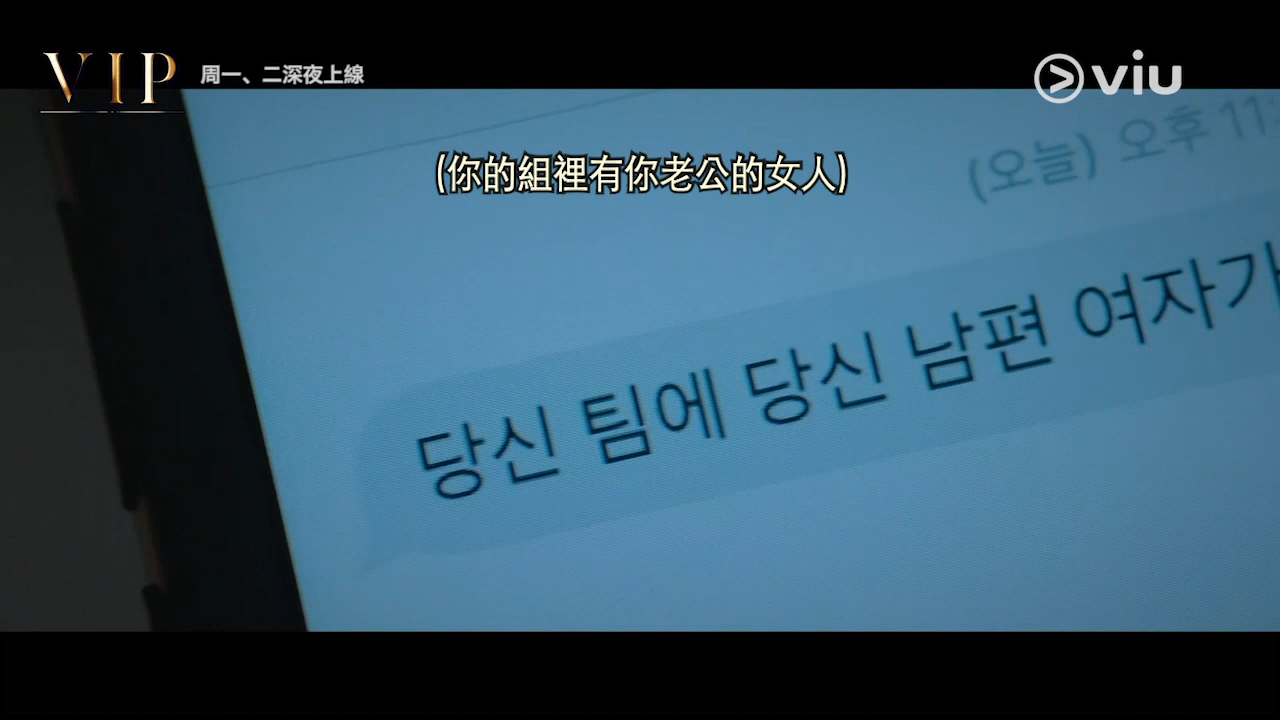 VIP 周一、二深夜上線
viu
(你的組裡有你老公的女人)
(오늘) 오후 11
당신 팀에 당신 남편 여자가